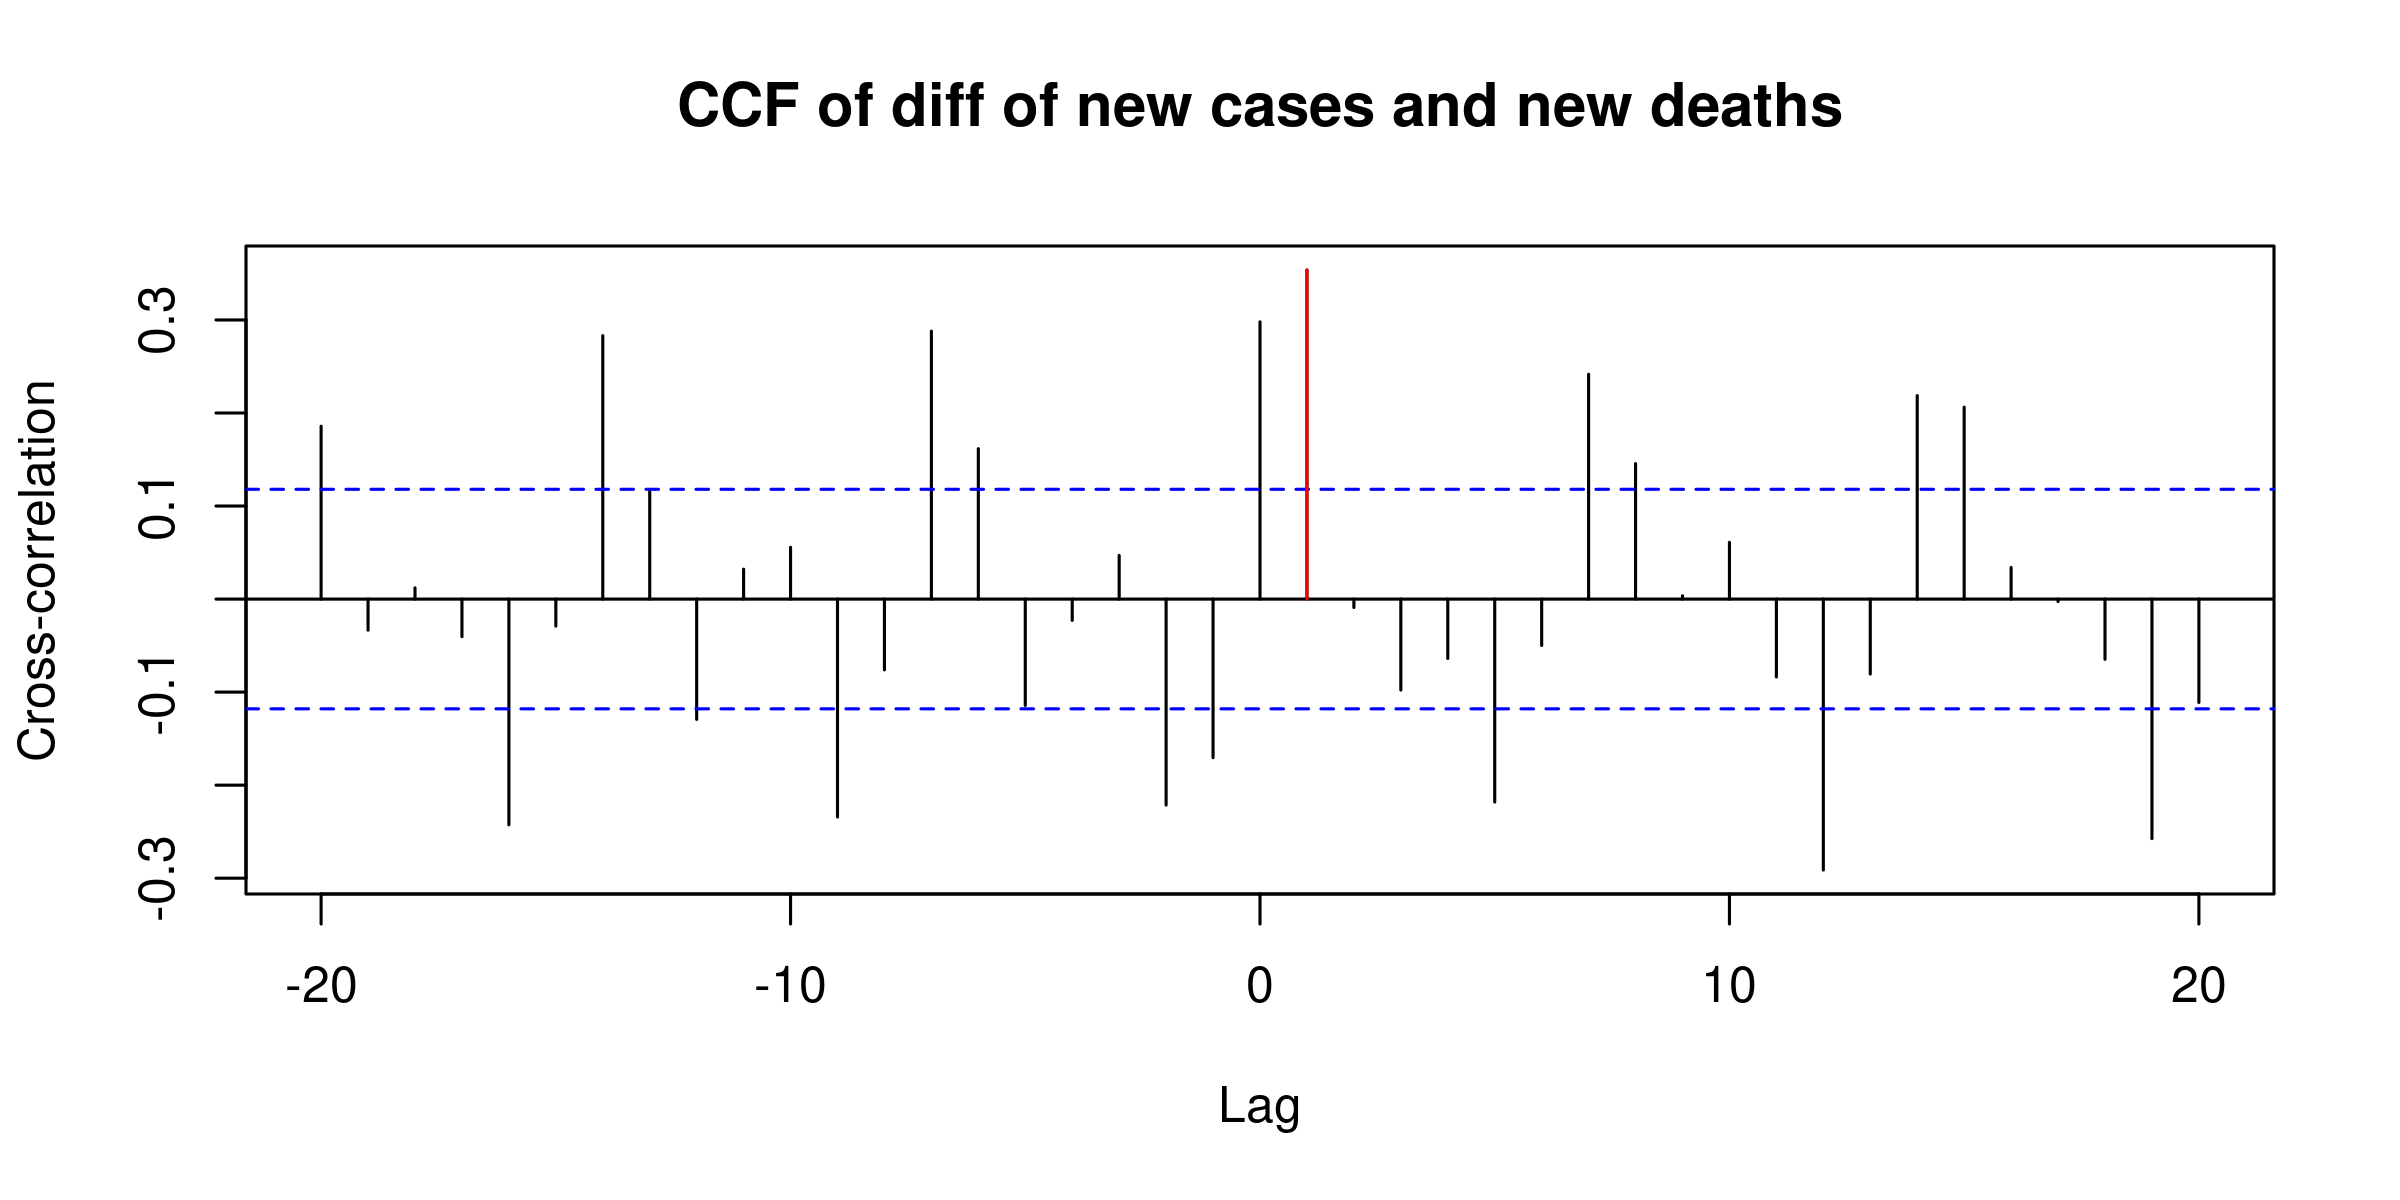 CCF of diff of new cases and new deaths
Cross-correlation
0.3
0.1
-0.1
-0.3
-20 -10 0 10 20
Lag